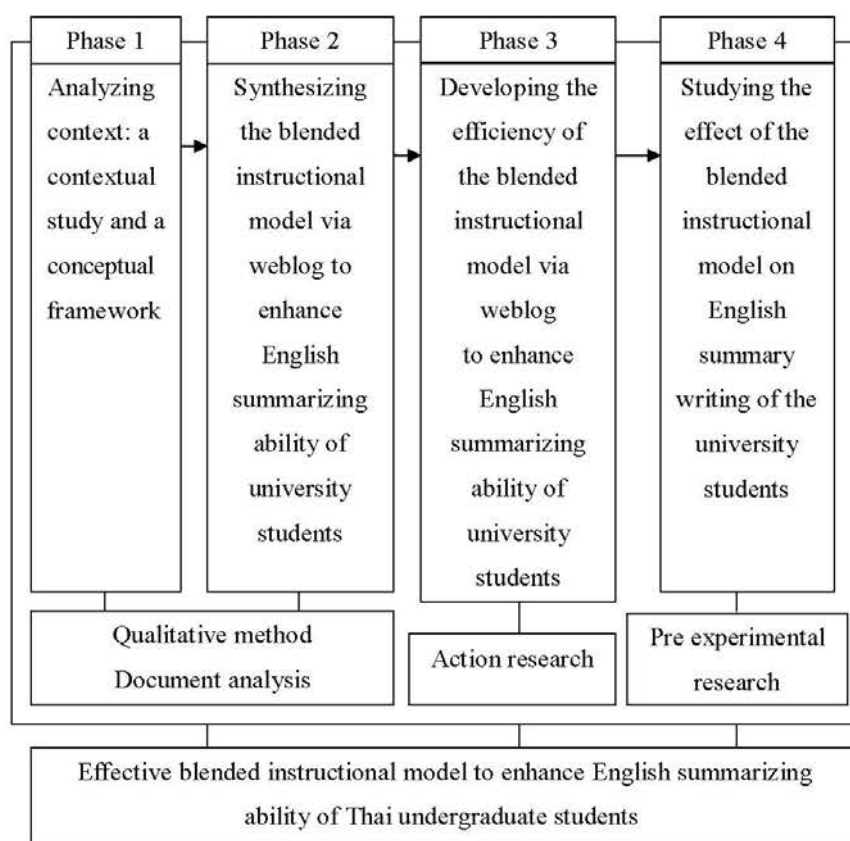 Phase 1
Analyzing
context: a
contextual
study and a
conceptual
framework
Phase 2
Synthesizing
the blended
instructional
model via
weblog to
enhance
English
summarizing
ability of
university
students
Phase 3
Developing the
efficiency of
the blended
instructional
model via
weblog
to enhance
English
summarizing
ability of
university
students
Phase 4
Studying the
effect of the
blended
instructional
model on
English
summary
writing of the
university
students
Qualitative method
Document analysis
Action research
Pre experimental
research
Effective blended instructional model to enhance English summarizing
ability of Thai undergraduate students